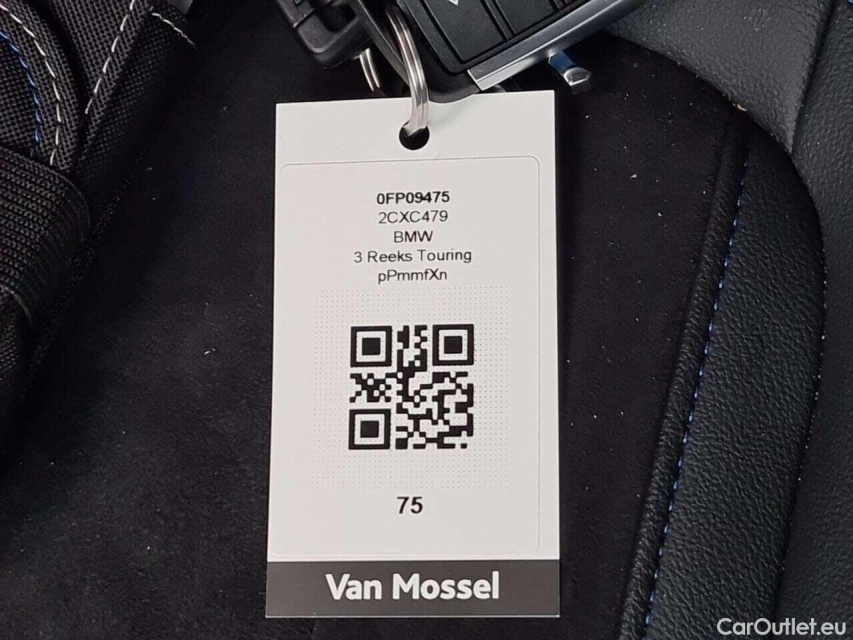 0FP09475
2CXC479
BMW
3 Reeks Touring
pPmmfXn
75
Van Mossel
CarOutlet.eu